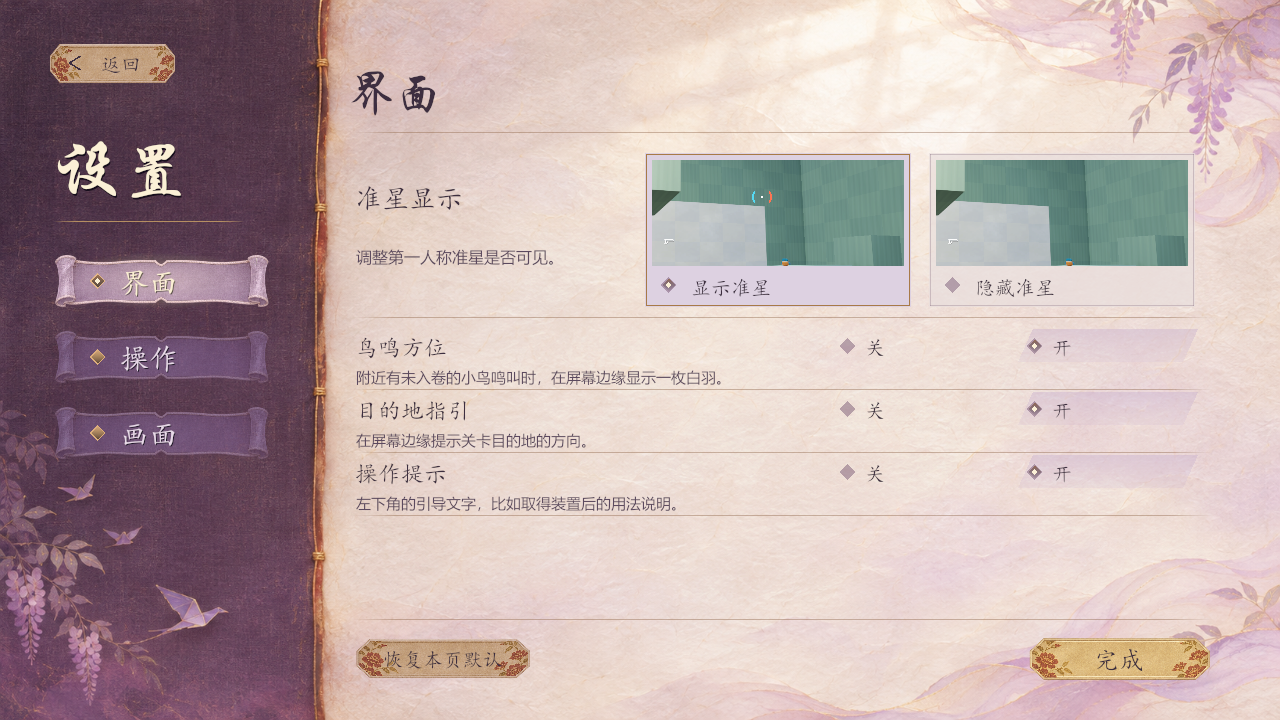 返回
设置
界面
操作
画面
界面
准星显示
调整第一人称准星是否可见。
显示准星
隐藏准星
鸟鸣方位
关
开
附近有未入卷的小鸟鸣叫时，在屏幕边缘显示一枚白羽。
目的地指引
关
开
在屏幕边缘提示关卡目的地的方向。
操作提示
关
开
左下角的引导文字，比如取得装置后的用法说明。
恢复本页默认
完成